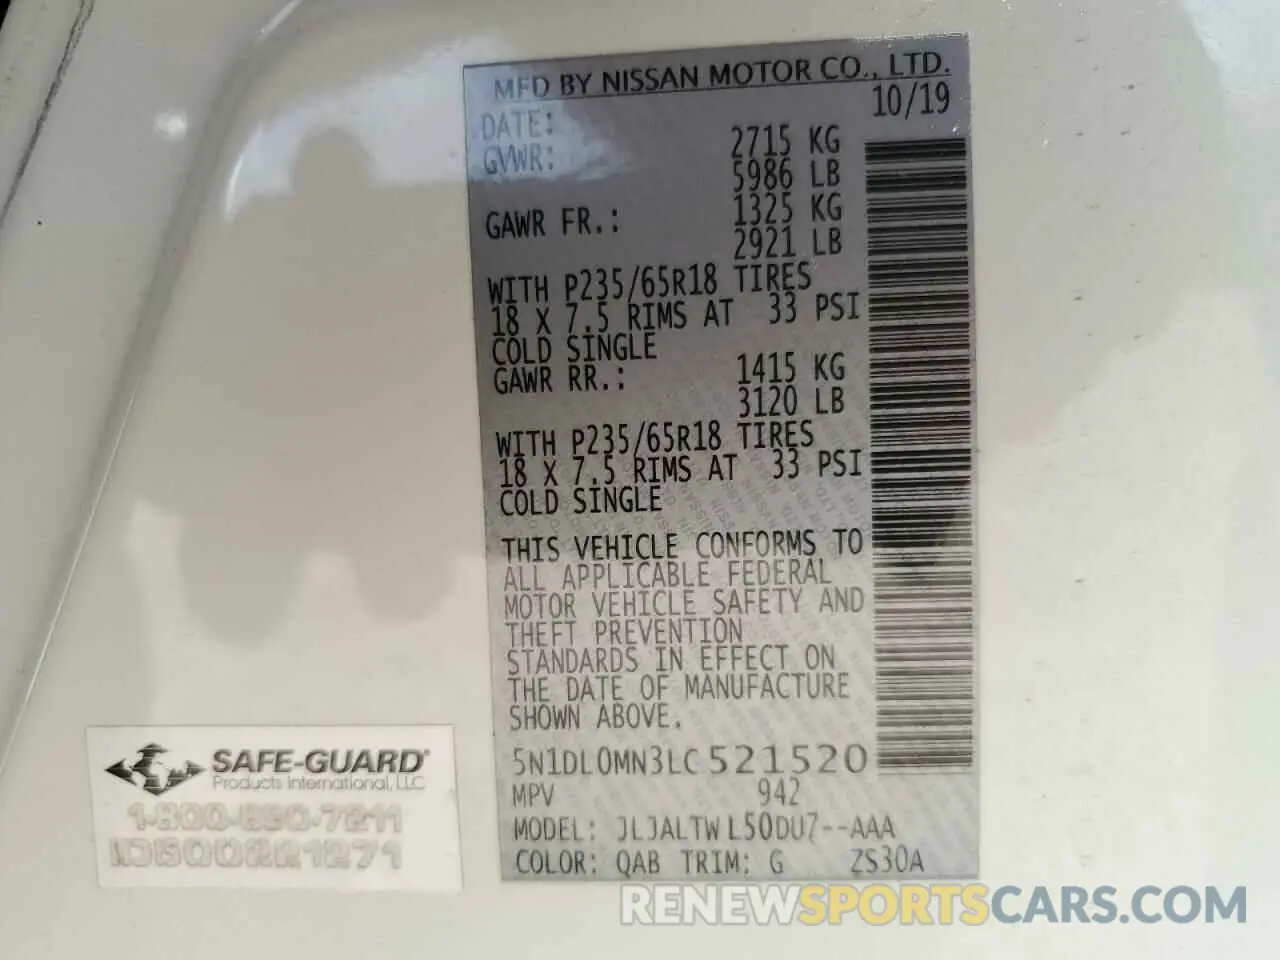 MFD BY NISSAN MOTOR CO., LTD.
DATE: 10/19
GVWR: 2715 KG
5986 LB
GAWR FR.: 1325 KG
2921 LB
WITH P235/65R18 TIRES
18 X 7.5 RIMS AT 33 PSI
COLD SINGLE
GAWR RR.: 1415 KG
3120 LB
WITH P235/65R18 TIRES
18 X 7.5 RIMS AT 33 PSI
COLD SINGLE
THIS VEHICLE CONFORMS TO
ALL APPLICABLE FEDERAL
MOTOR VEHICLE SAFETY AND
THEFT PREVENTION
STANDARDS IN EFFECT ON
THE DATE OF MANUFACTURE
SHOWN ABOVE.
5N1DL0MN3LC521520
MPV 942
MODEL: JLJALTWL50DU7--AAA
COLOR: QAB TRIM: G ZS30A
SAFE-GUARD®
Products International, LLC
1-800-890-7211
RENEWSPORTSCARS.COM